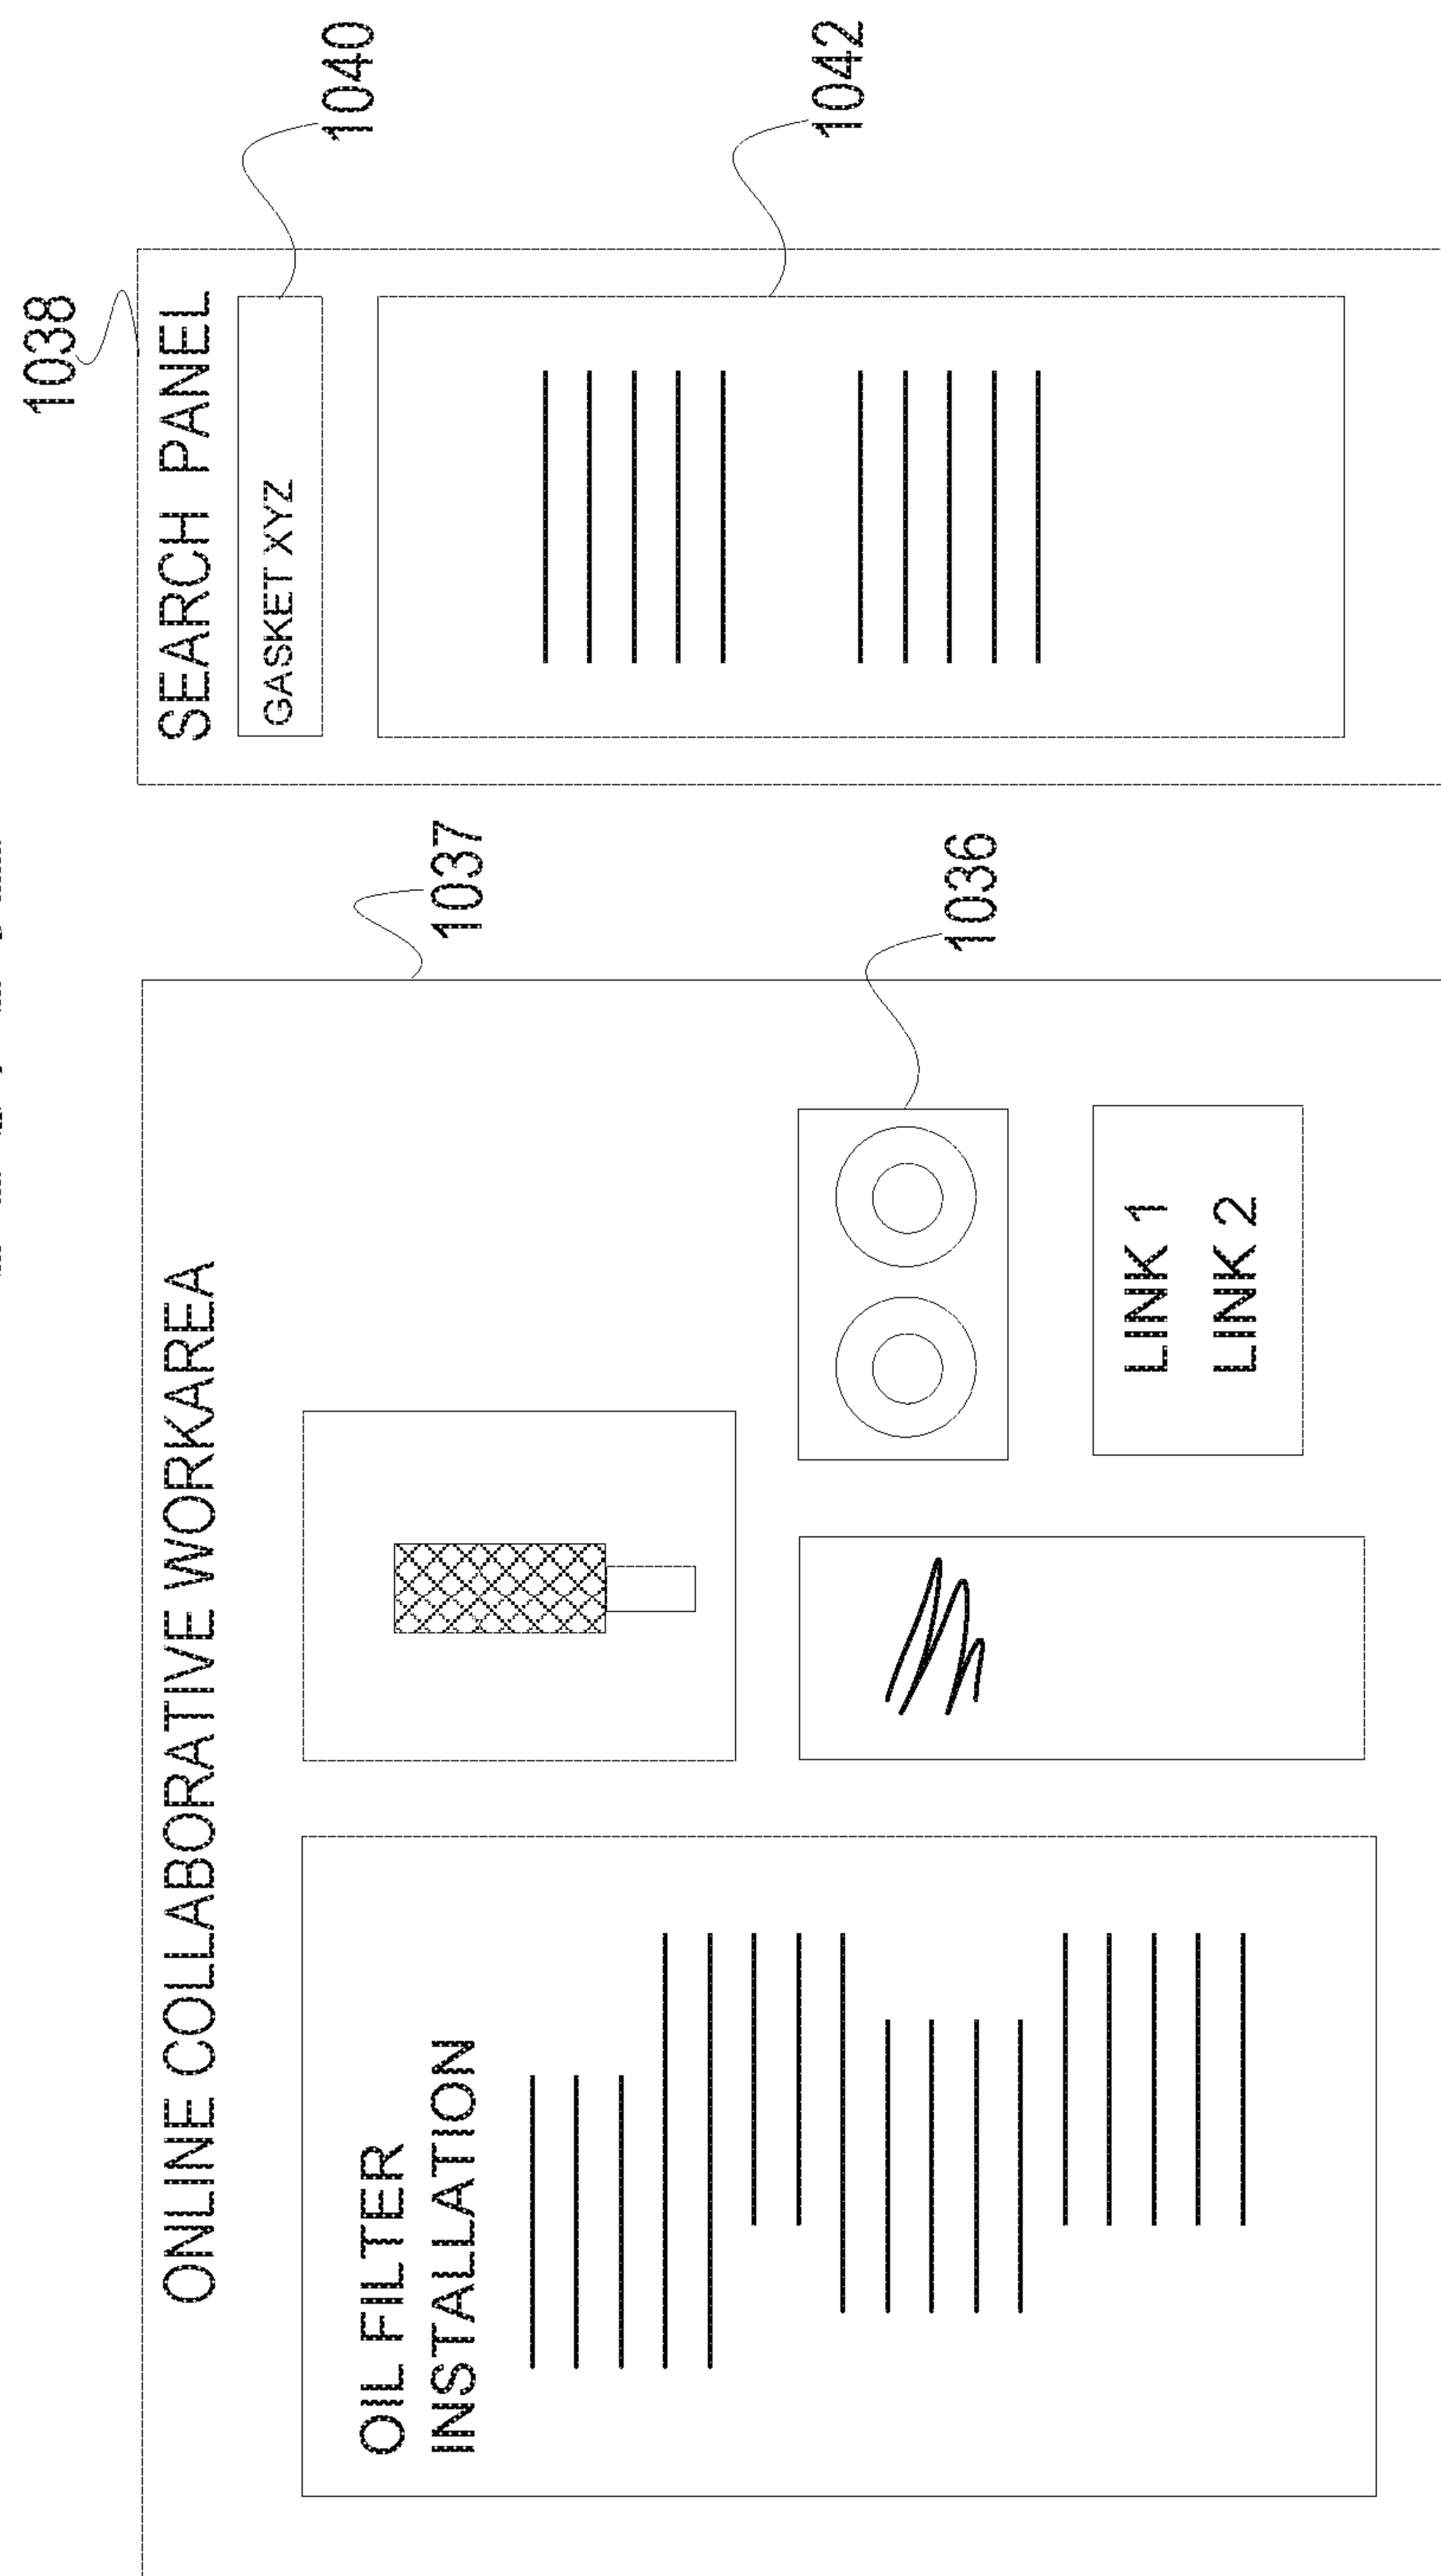 ONLINE COLLABORATIVE WORKAREA
OIL FILTER
INSTALLATION
LINK 1
LINK 2
1036
1037
1038
SEARCH PANEL
GASKET XYZ
1040
1042